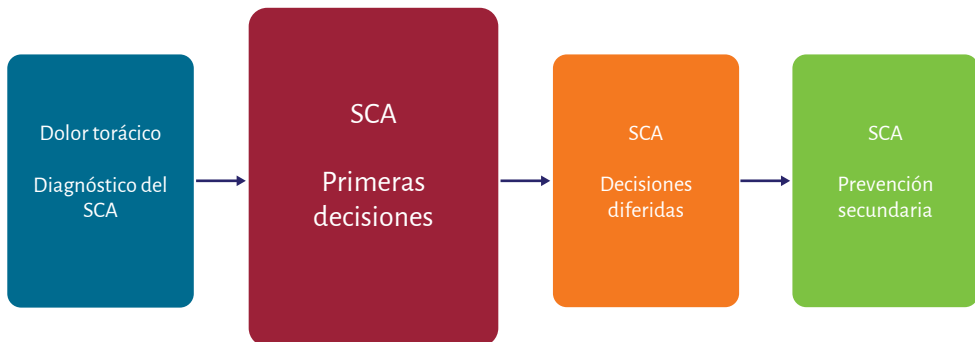 Dolor torácico
Diagnóstico del
SCA
SCA
Primeras
decisiones
SCA
Decisiones
diferidas
SCA
Prevención
secundaria